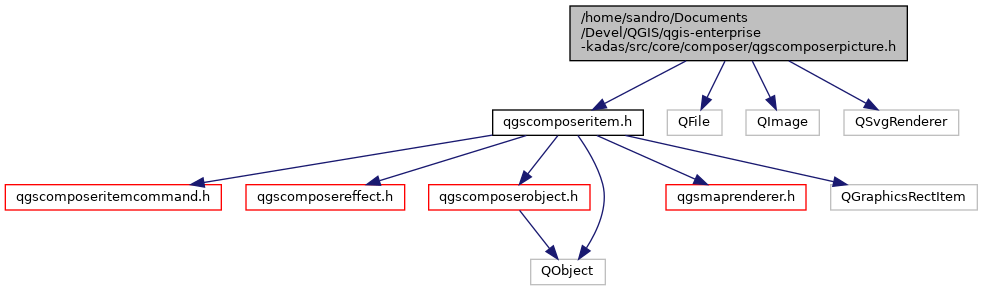 /home/sandro/Documents
/Devel/QGIS/qgis-enterprise
-kadas/src/core/composer/qgscomposerpicture.h
qgscomposeritem.h
QFile
QImage
QSvgRenderer
qgscomposeritemcommand.h
qgscomposereffect.h
qgscomposerobject.h
qgsmaprenderer.h
QGraphicsRectItem
QObject